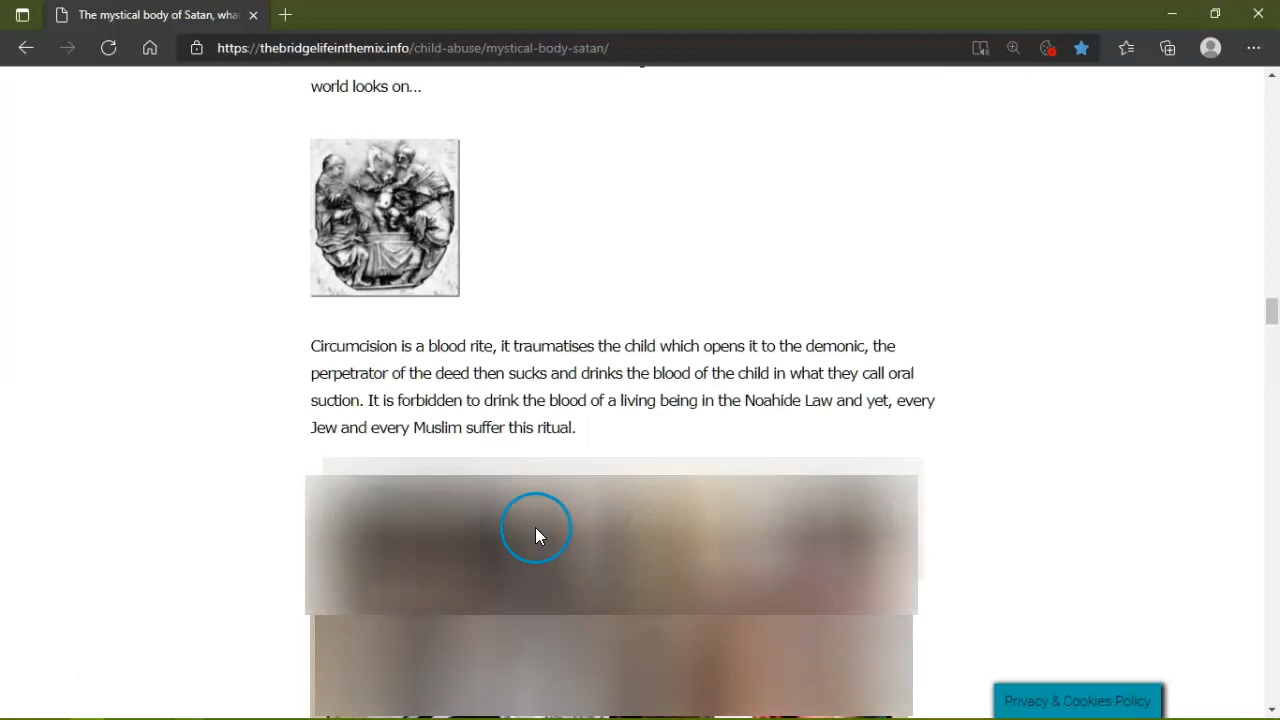 The mystical body of Satan, wha
https://thebridgelifeinthemix.info/child-abuse/mystical-body-satan/
world looks on...
Circumcision is a blood rite, it traumatises the child which opens it to the demonic, the
perpetrator of the deed then sucks and drinks the blood of the child in what they call oral
suction. It is forbidden to drink the blood of a living being in the Noahide Law and yet, every
Jew and every Muslim suffer this ritual.
Privacy & Cookies Policy